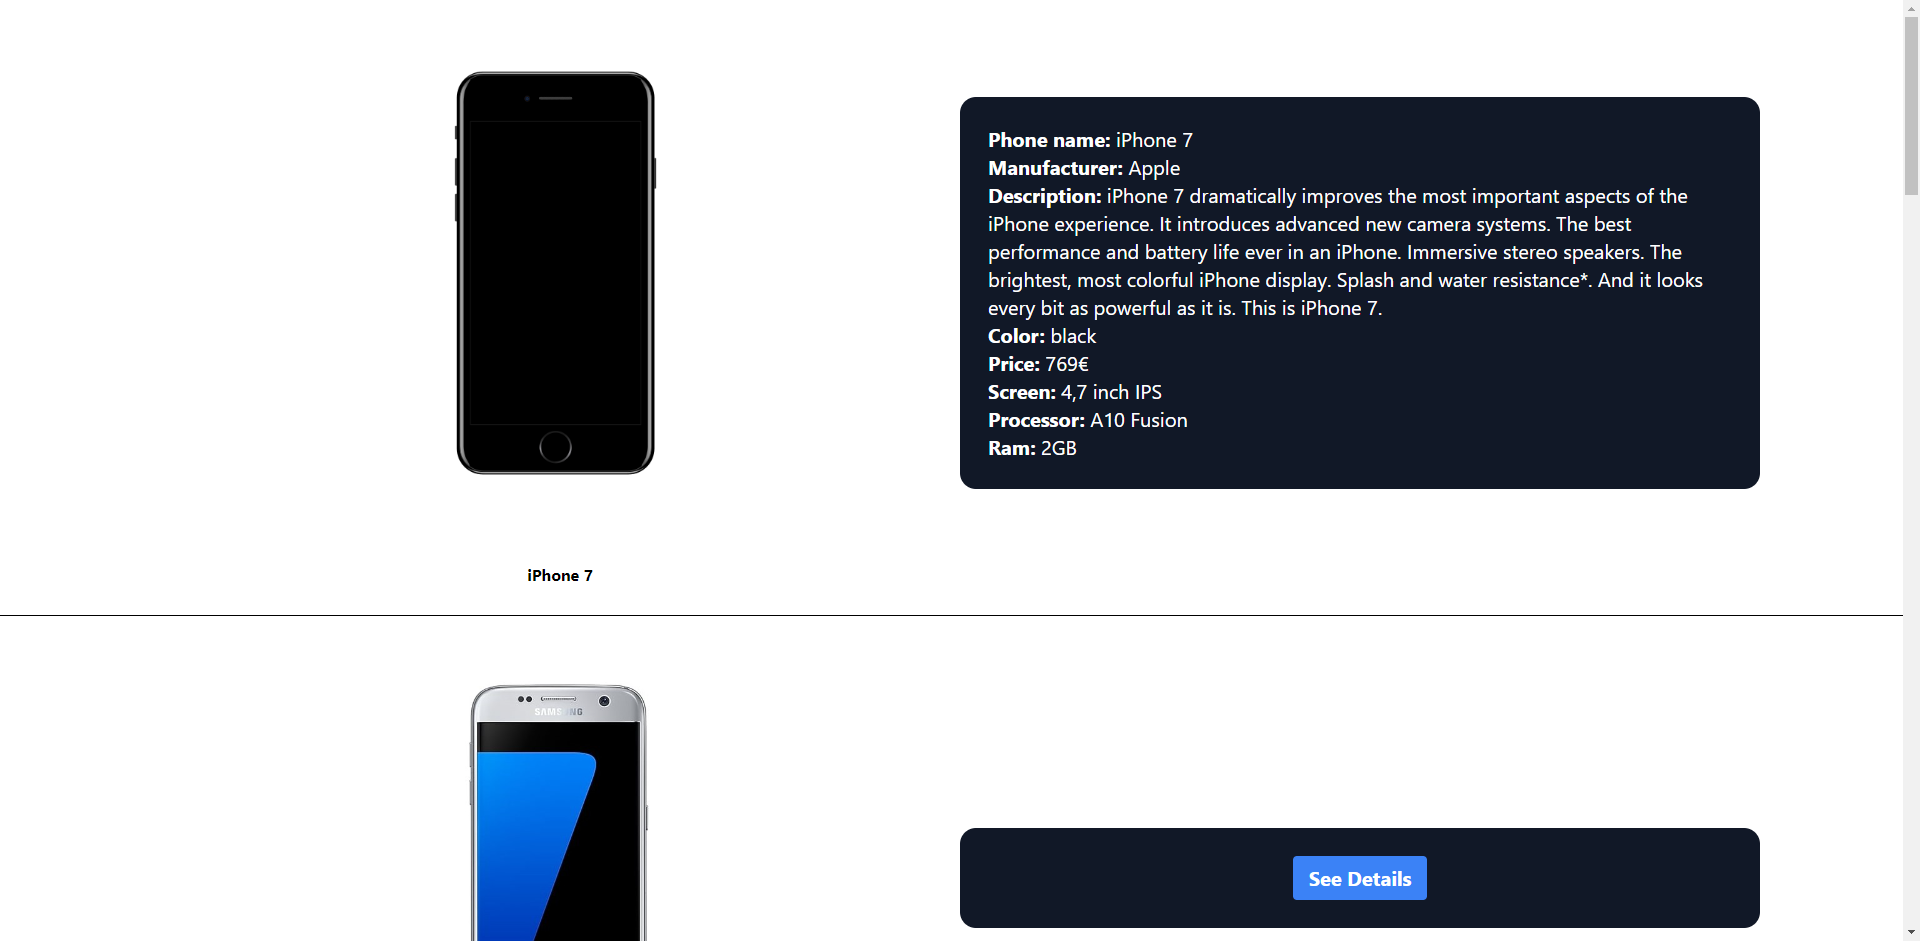 Phone name: iPhone 7
Manufacturer: Apple
Description: iPhone 7 dramatically improves the most important aspects of the
iPhone experience. It introduces advanced new camera systems. The best
performance and battery life ever in an iPhone. Immersive stereo speakers. The
brightest, most colorful iPhone display. Splash and water resistance*. And it looks
every bit as powerful as it is. This is iPhone 7.
Color: black
Price: 769€
Screen: 4,7 inch IPS
Processor: A10 Fusion
Ram: 2GB
iPhone 7
SAMSUNG
See Details